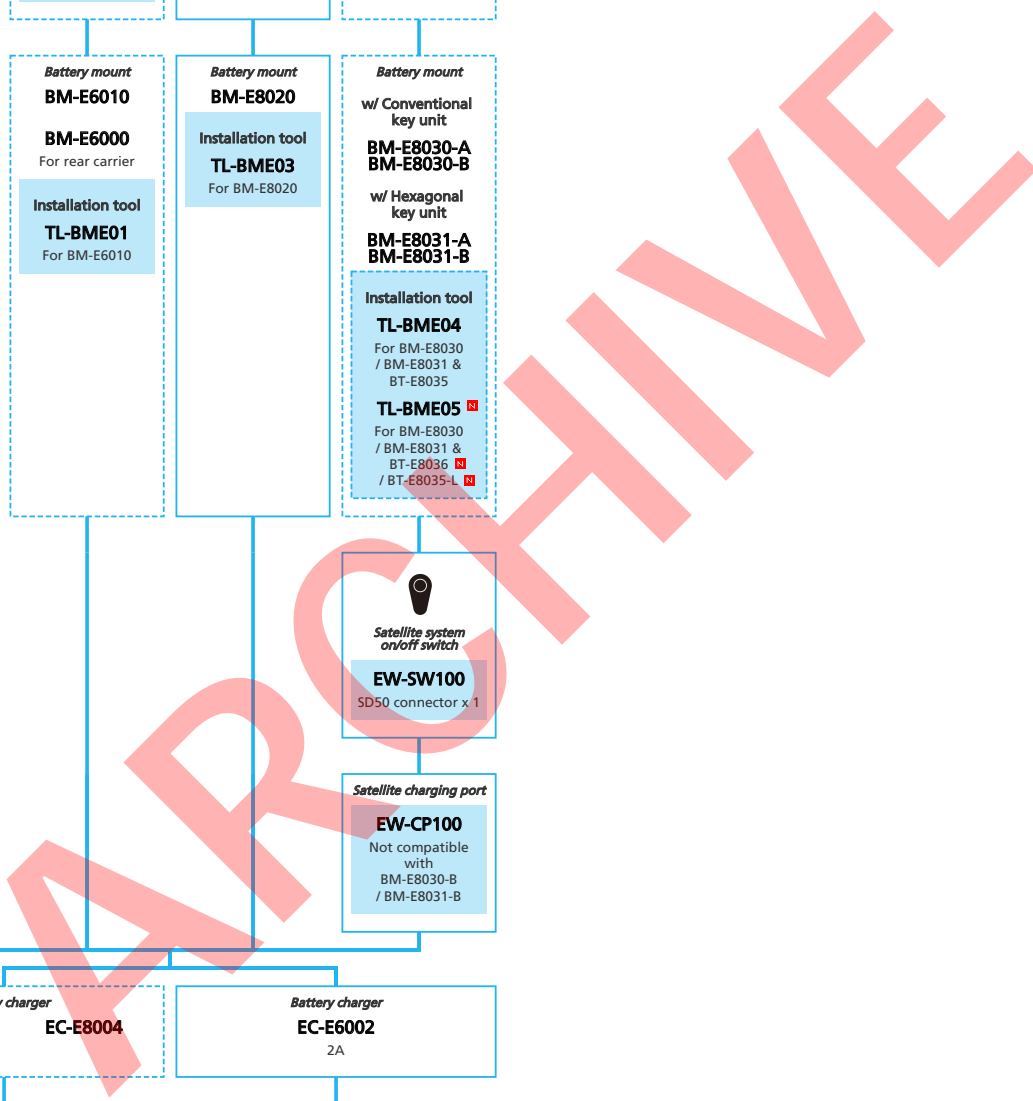 Battery mount
BM-E6010
BM-E6000
For rear carrier
Installation tool
TL-BME01
For BM-E6010
Battery mount
BM-E8020
Installation tool
TL-BME03
For BM-E8020
Battery mount
w/ Conventional
key unit
BM-E8030-A
BM-E8030-B
w/ Hexagonal
key unit
BM-E8031-A
BM-E8031-B
Installation tool
TL-BME04
For BM-E8030
/ BM-E8031 &
BT-E8035
TL-BME05 N
For BM-E8030
/ BM-E8031 &
BT-E8036 N
/ BT-E8035-L N
Satellite system
on/off switch
EW-SW100
SD50 connector x 1
Satellite charging port
EW-CP100
Not compatible
with
BM-E8030-B
/ BM-E8031-B
y charger
EC-E8004
Battery charger
EC-E6002
2A
ARCHIVE